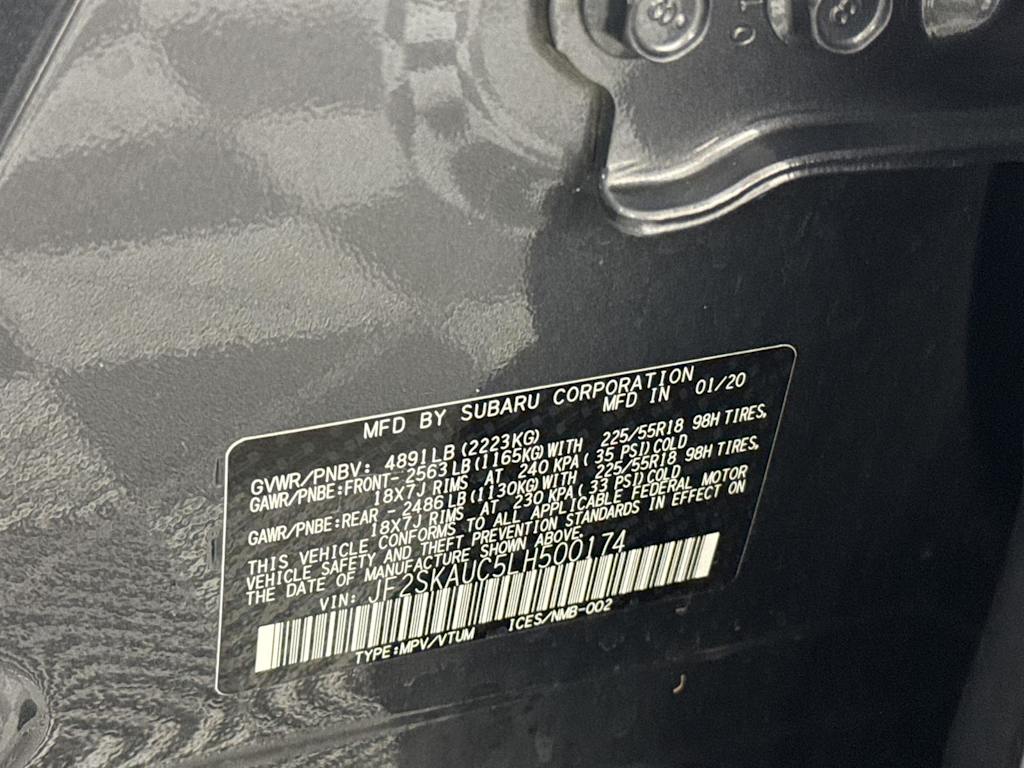 MFD BY SUBARU CORPORATION
MFD IN 01/20
GVWR/PNBV: 4891LB(2223KG)
GAWR/PNBE:FRONT-2563LB(1165KG)WITH 225/55R18 98H TIRES,
18X7J RIMS AT 240 KPA( 35 PSI)COLD
GAWR/PNBE:REAR -2486LB(1130KG)WITH 225/55R18 98H TIRES,
18X7J RIMS AT 230 KPA( 33 PSI)COLD
THIS VEHICLE CONFORMS TO ALL APPLICABLE FEDERAL MOTOR
VEHICLE SAFETY AND THEFT PREVENTION STANDARDS IN EFFECT ON
THE DATE OF MANUFACTURE SHOWN ABOVE.
VIN: JF2SKAUC5LH500174
TYPE:MPV/VTUM ICES/NMB-002